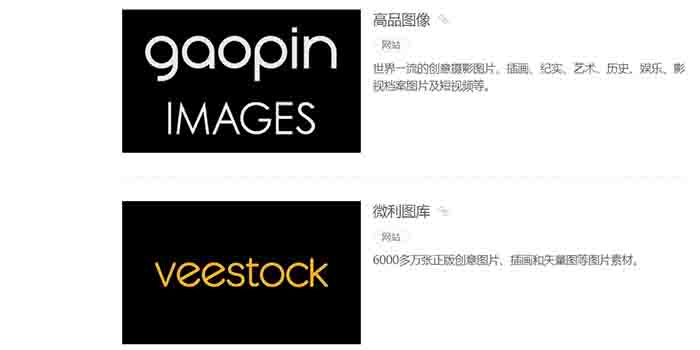 gaopin
IMAGES
高品图像
网站
世界一流的创意摄影图片、插画、纪实、艺术、历史、娱乐、影
视档案图片及短视频等。
veestock
微利图库
网站
6000多万张正版创意图片、插画和矢量图等图片素材。